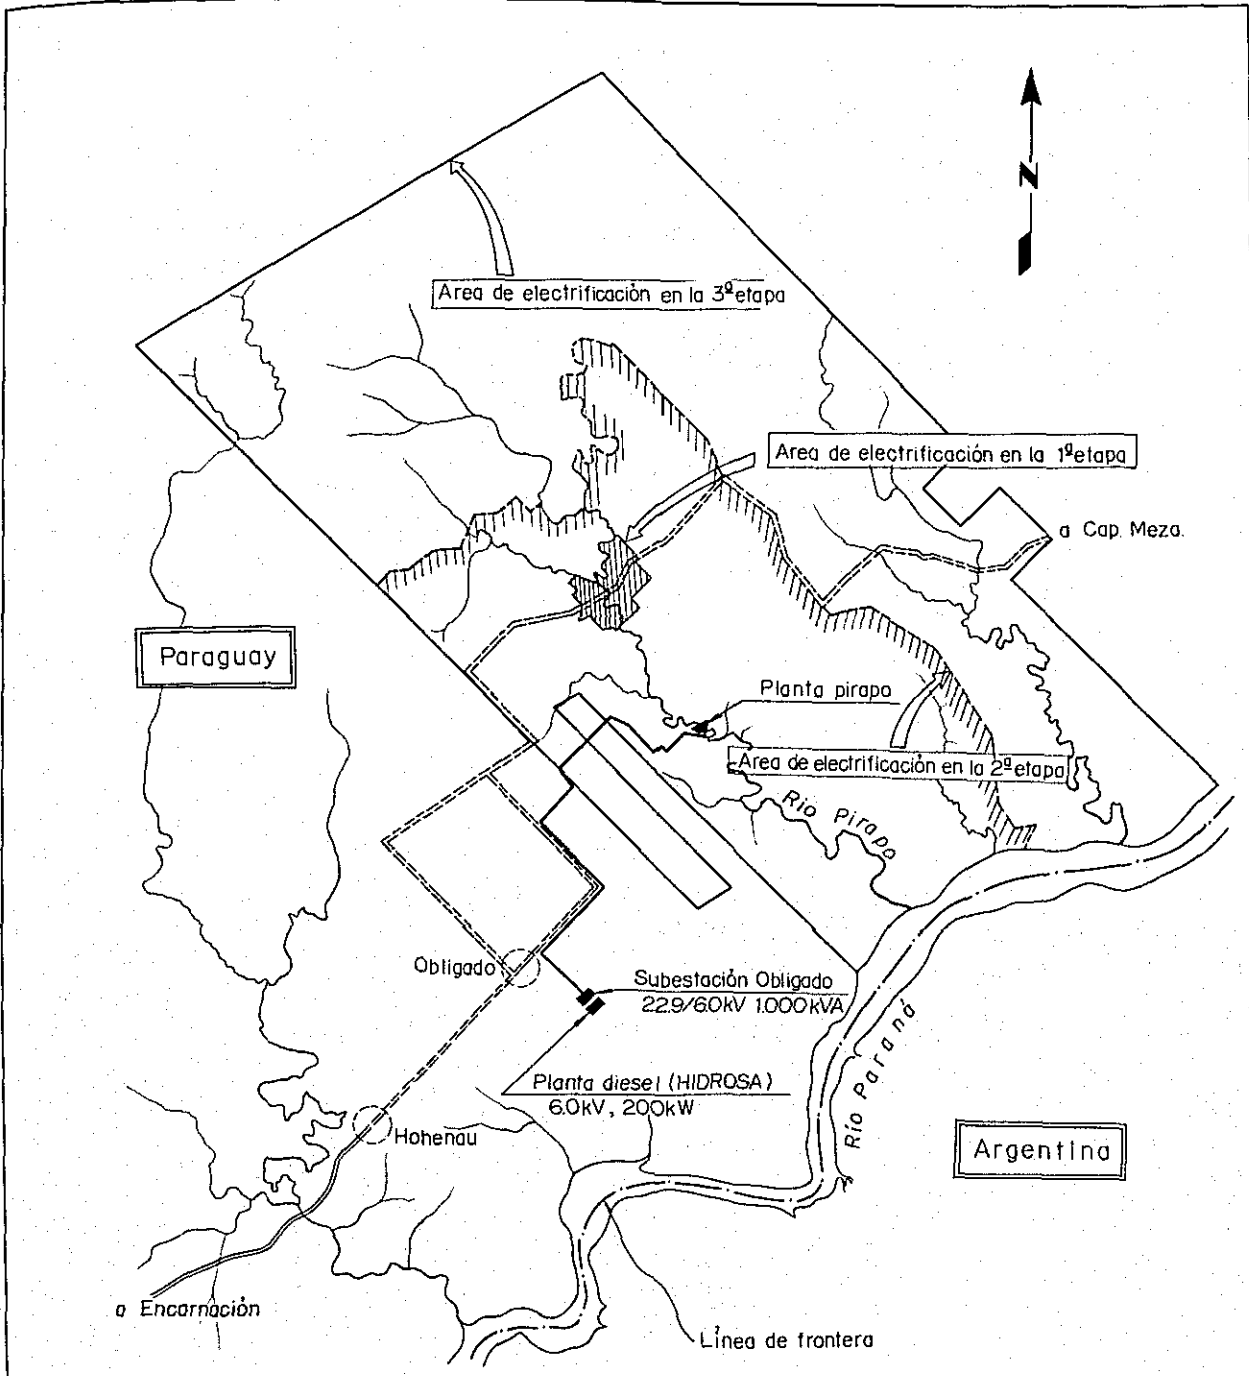 N
Area de electrificación en la 3ª etapa
Area de electrificación en la 1ª etapa
a Cap. Meza.
Paraguay
Planta pirapo
Area de electrificación en la 2ª etapa
Río Pirapo
Obligado
Subestación Obligado
22.9/6.0kV 1.000kVA
Planta diesel (HIDROSA)
6.0kV, 200kW
Río Paraná
Hohenau
Argentina
a Encarnación
Línea de frontera